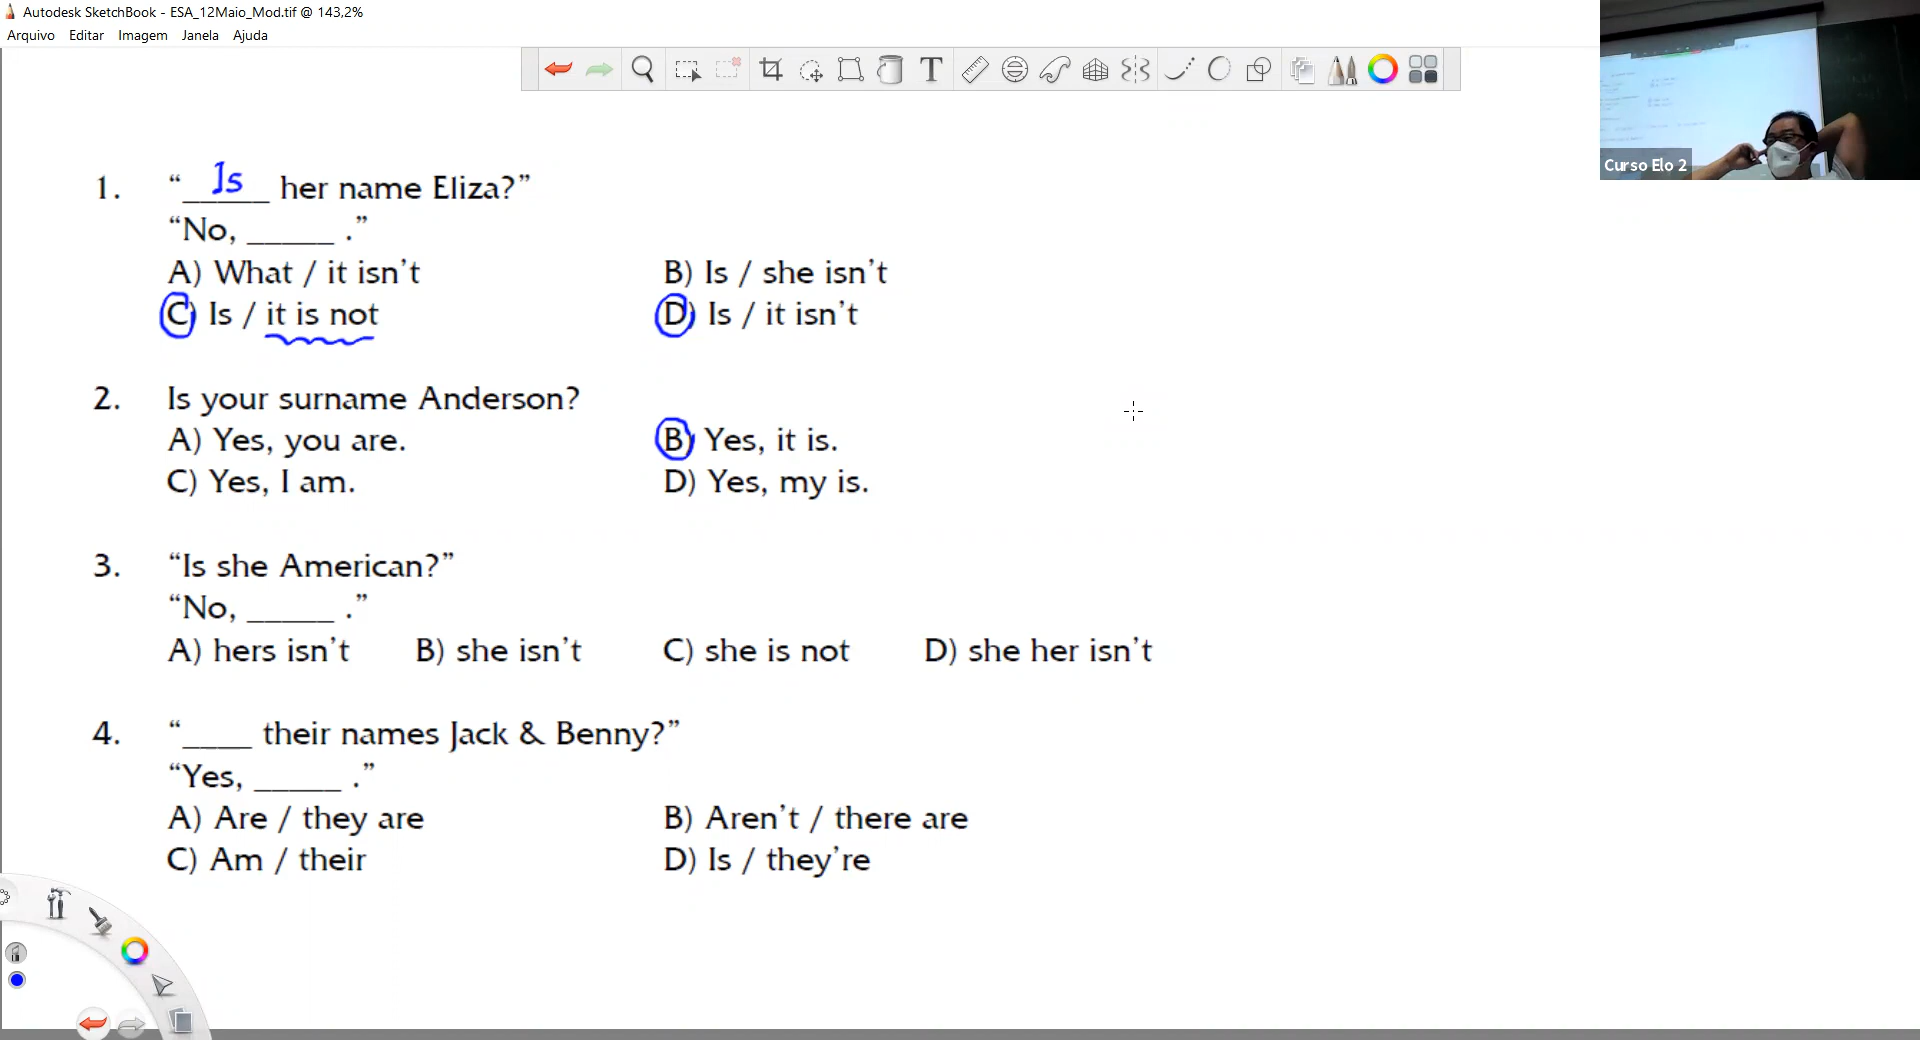 Autodesk SketchBook - ESA_12Maio_Mod.tif @ 143,2%
Arquivo Editar Imagem Janela Ajuda
T
Curso Elo 2
1. “_____ Is her name Eliza?”
“No, _____ .”
A) What / it isn’t B) Is / she isn’t
C) Is / it is not D) Is / it isn’t
2. Is your surname Anderson?
A) Yes, you are. B) Yes, it is.
C) Yes, I am. D) Yes, my is.
3. “Is she American?”
“No, _____ .”
A) hers isn’t B) she isn’t C) she is not D) she her isn’t
4. “____ their names Jack & Benny?”
“Yes, _____ .”
A) Are / they are B) Aren’t / there are
C) Am / their D) Is / they’re